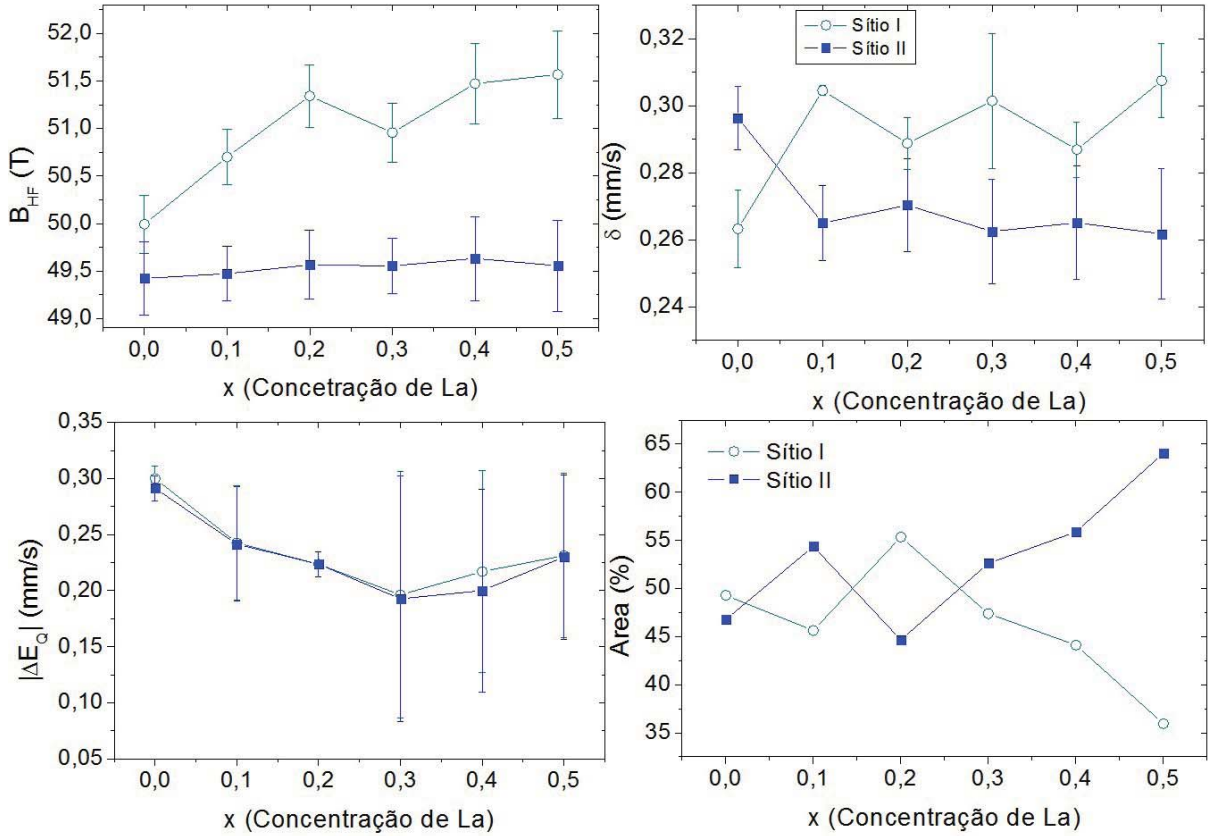 52,0
51,5
51,0
50,5
50,0
49,5
49,0
B_HF (T)
0,0 0,1 0,2 0,3 0,4 0,5
x (Concetração de La)
Sítio I
Sítio II
0,32
0,30
0,28
0,26
0,24
δ (mm/s)
0,0 0,1 0,2 0,3 0,4 0,5
x (Concentração de La)
0,35
0,30
0,25
0,20
0,15
0,10
0,05
|ΔE_Q| (mm/s)
0,0 0,1 0,2 0,3 0,4 0,5
x (Concentração de La)
Sítio I
Sítio II
65
60
55
50
45
40
35
Area (%)
0,0 0,1 0,2 0,3 0,4 0,5
x (Concentração de La)